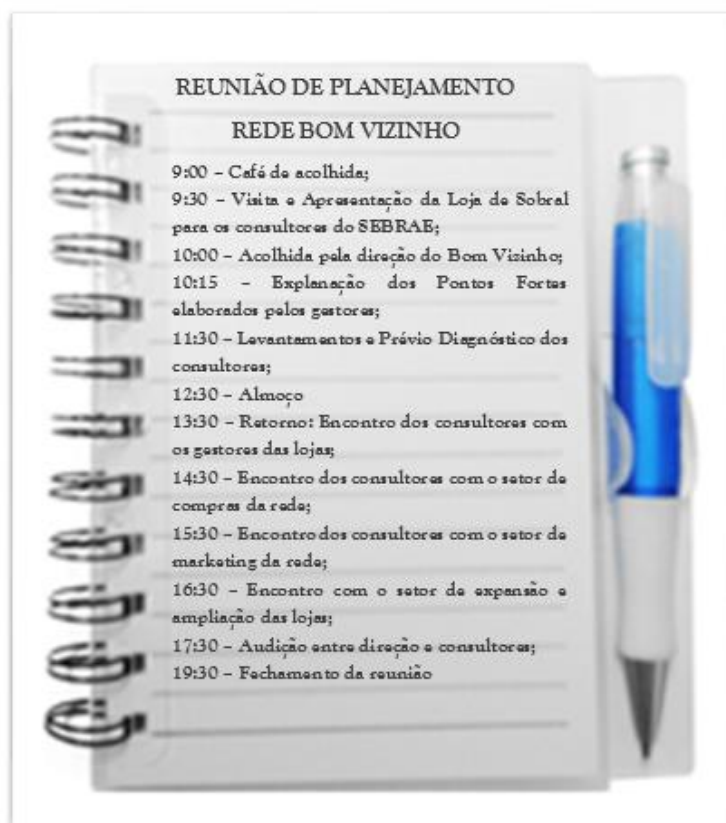 REUNIÃO DE PLANEJAMENTO
REDE BOM VIZINHO
9:00 – Café de acolhida;
9:30 – Visita e Apresentação da Loja de Sobral
para os consultores do SEBRAE;
10:00 – Acolhida pela direção do Bom Vizinho;
10:15 – Explanação dos Pontos Fortes
elaborados pelos gestores;
11:30 – Levantamentos e Prévio Diagnóstico dos
consultores;
12:30 – Almoço
13:30 – Retorno: Encontro dos consultores com
os gestores das lojas;
14:30 – Encontro dos consultores com o setor de
compras da rede;
15:30 – Encontro dos consultores com o setor de
marketing da rede;
16:30 – Encontro com o setor de expansão e
ampliação das lojas;
17:30 – Audição entre direção e consultores;
19:30 – Fechamento da reunião